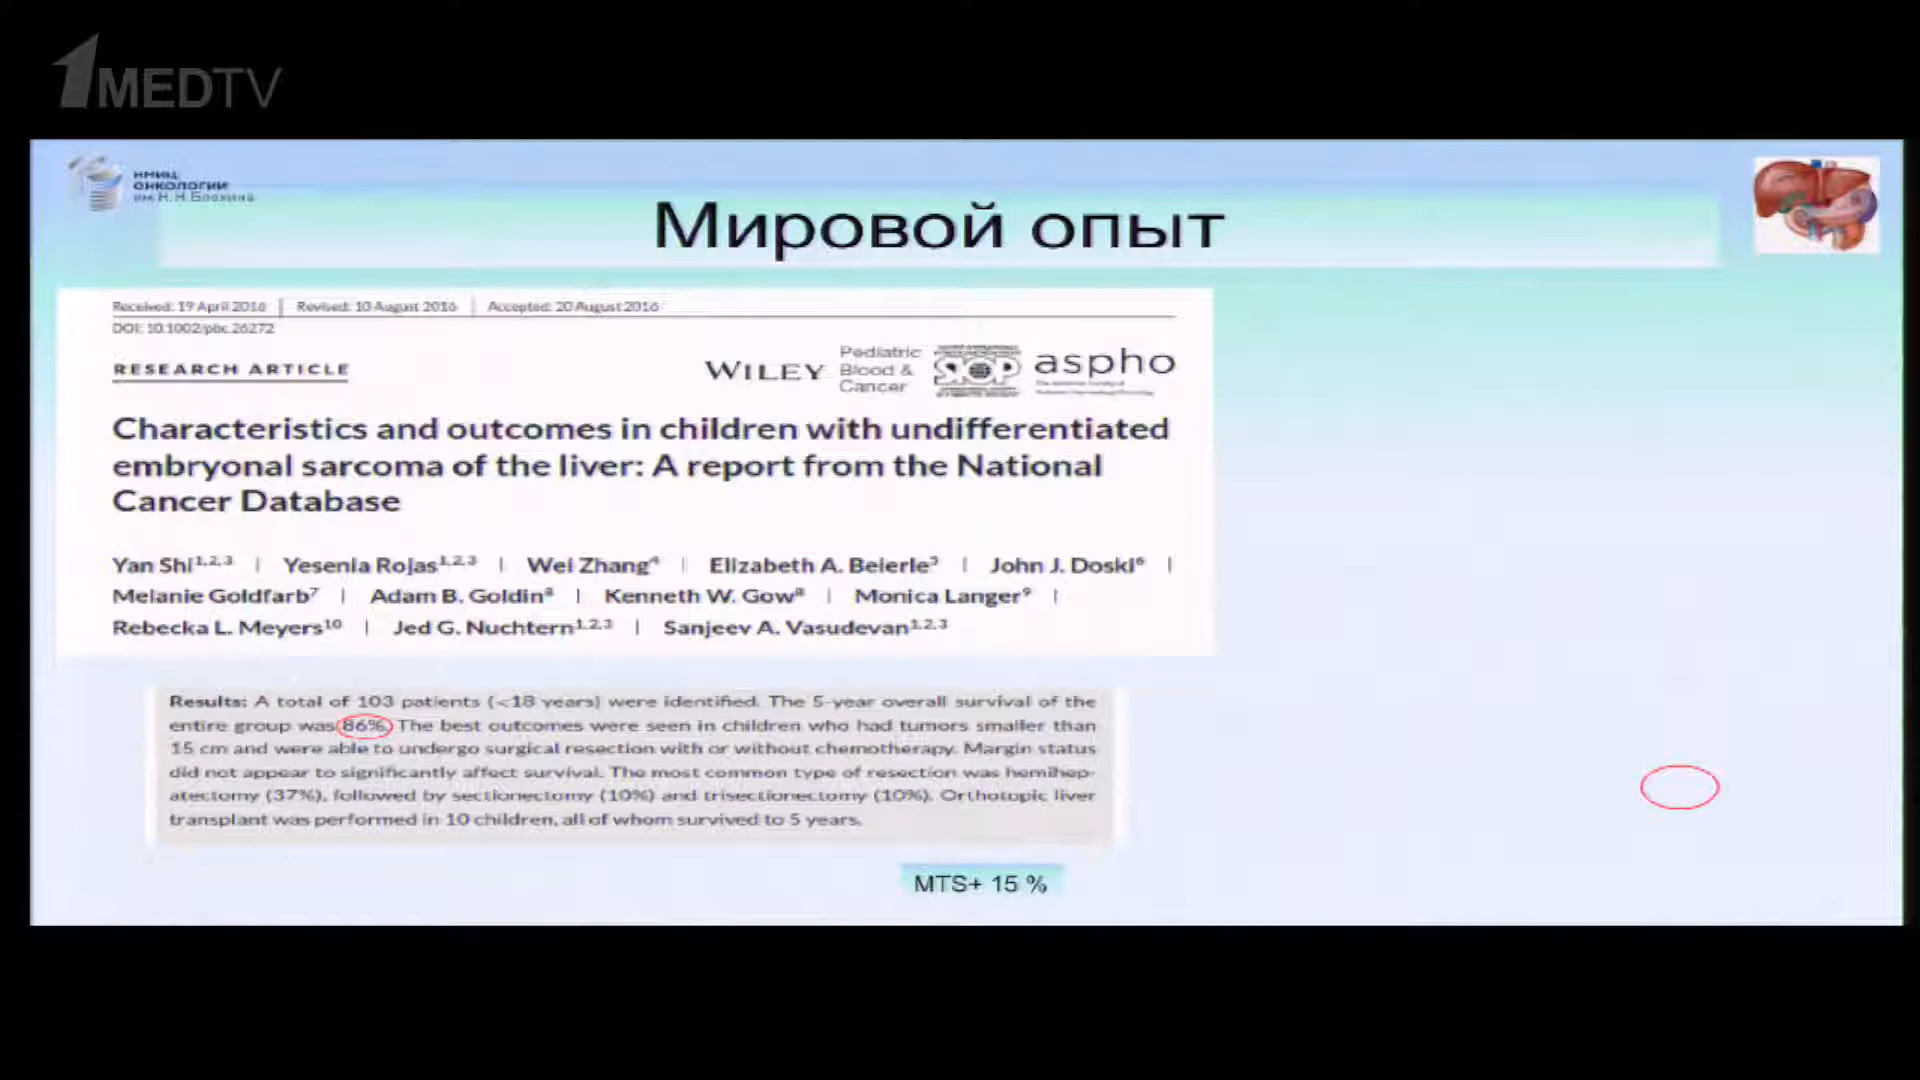 1MEDTV
НМИЦ
ОНКОЛОГИИ
им Н.Н.Блохина
Мировой опыт
Received: 19 April 2016 | Revised: 10 August 2016 | Accepted: 20 August 2016
DOI: 10.1002/pbc.26272
RESEARCH ARTICLE
WILEY
Pediatric
Blood &
Cancer
SIOP
aspho
Characteristics and outcomes in children with undifferentiated
embryonal sarcoma of the liver: A report from the National
Cancer Database
Yan Shi1,2,3 | Yesenia Rojas1,2,3 | Wei Zhang4 | Elizabeth A. Beierle5 | John J. Doski6 |
Melanie Goldfarb7 | Adam B. Goldin8 | Kenneth W. Gow8 | Monica Langer9 |
Rebecka L. Meyers10 | Jed G. Nuchtern1,2,3 | Sanjeev A. Vasudevan1,2,3
Results: A total of 103 patients (<18 years) were identified. The 5-year overall survival of the
entire group was 86%. The best outcomes were seen in children who had tumors smaller than
15 cm and were able to undergo surgical resection with or without chemotherapy. Margin status
did not appear to significantly affect survival. The most common type of resection was hemihep-
atectomy (37%), followed by sectionectomy (10%) and trisectionectomy (10%). Orthotopic liver
transplant was performed in 10 children, all of whom survived to 5 years.
MTS+ 15 %